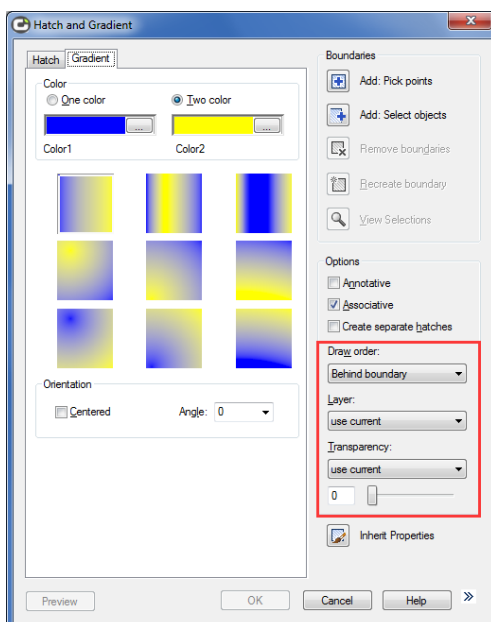 Hatch and Gradient
Hatch
Gradient
Color
One color
Two color
...
...
Color1
Color2
Orientation
Centered
Angle:
0
Boundaries
Add: Pick points
Add: Select objects
Remove boundaries
Recreate boundary
View Selections
Options
Annotative
Associative
Create separate hatches
Draw order:
Behind boundary
Layer:
use current
Transparency:
use current
0
Inherit Properties
Preview
OK
Cancel
Help